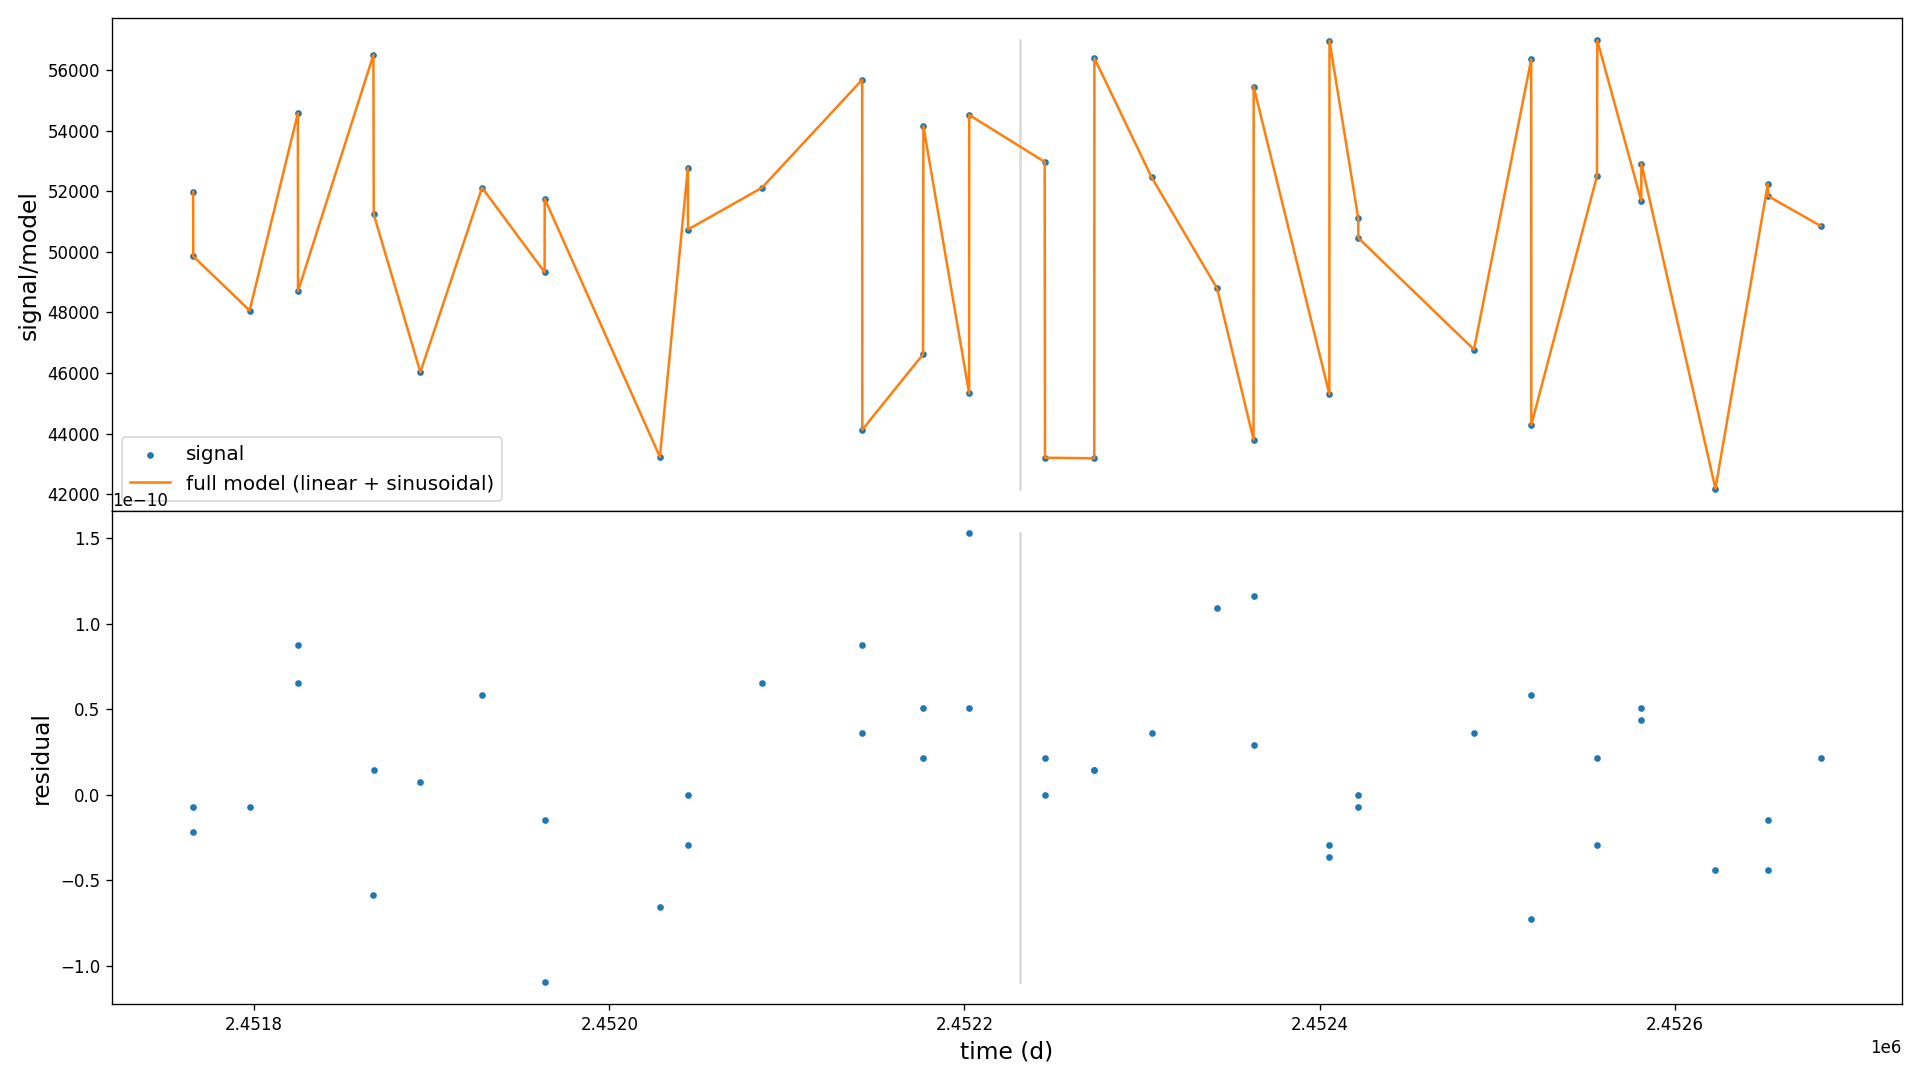 signal/model
56000
54000
52000
50000
48000
46000
44000
42000
signal
full model (linear + sinusoidal)
1e−10
residual
1.5
1.0
0.5
0.0
−0.5
−1.0
2.4518 2.4520 2.4522 2.4524 2.4526
time (d)
1e6